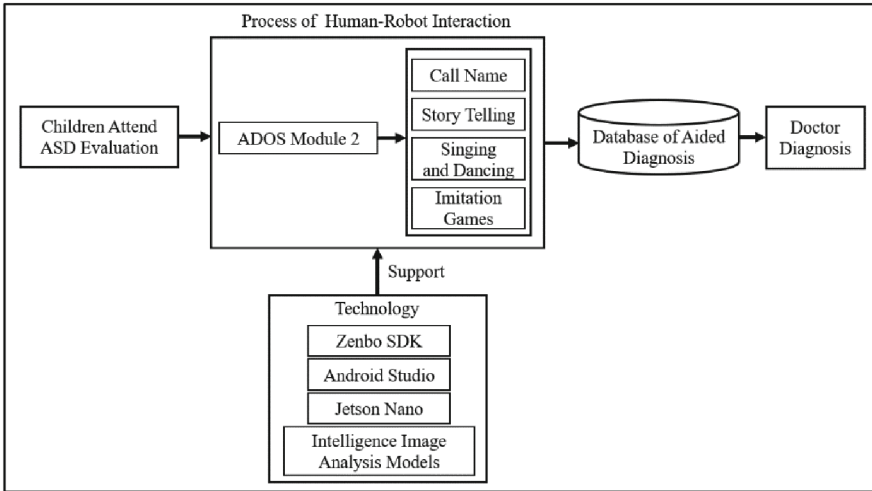 Process of Human-Robot Interaction
Children Attend
ASD Evaluation
ADOS Module 2
Call Name
Story Telling
Singing
and Dancing
Imitation
Games
Database of Aided
Diagnosis
Doctor
Diagnosis
Support
Technology
Zenbo SDK
Android Studio
Jetson Nano
Intelligence Image
Analysis Models